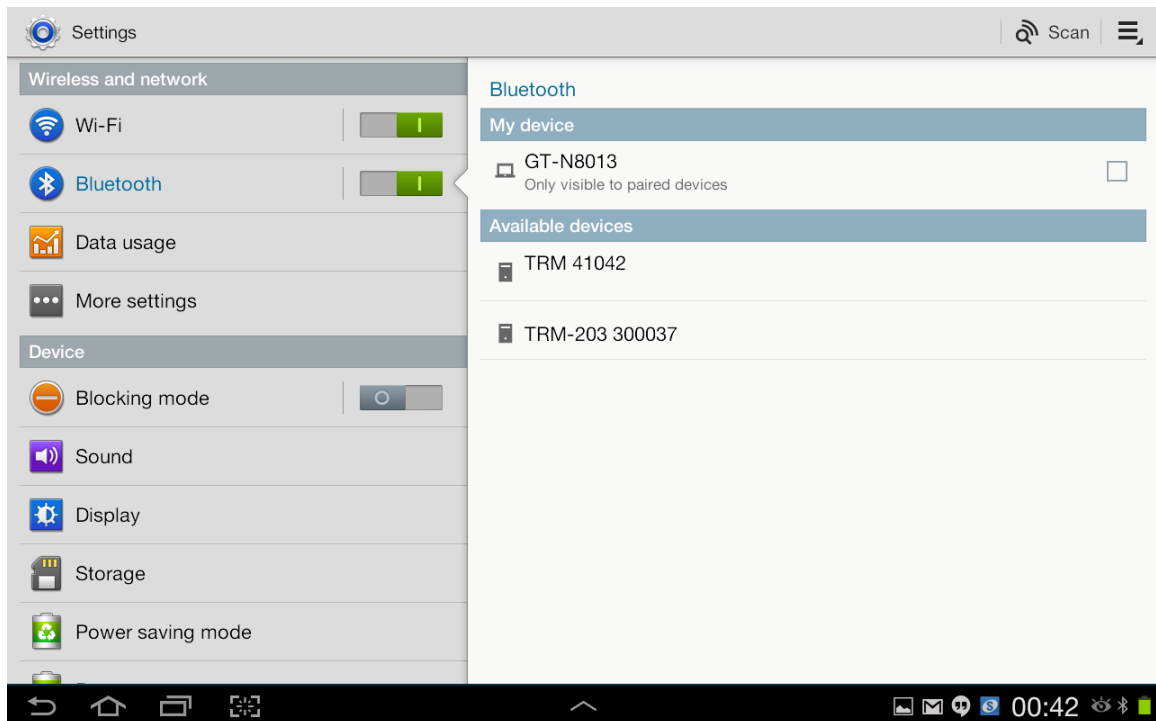 Settings
Scan
Wireless and network
Wi-Fi
Bluetooth
Data usage
More settings
Device
Blocking mode
Sound
Display
Storage
Power saving mode
Bluetooth
My device
GT-N8013
Only visible to paired devices
Available devices
TRM 41042
TRM-203 300037
00:42